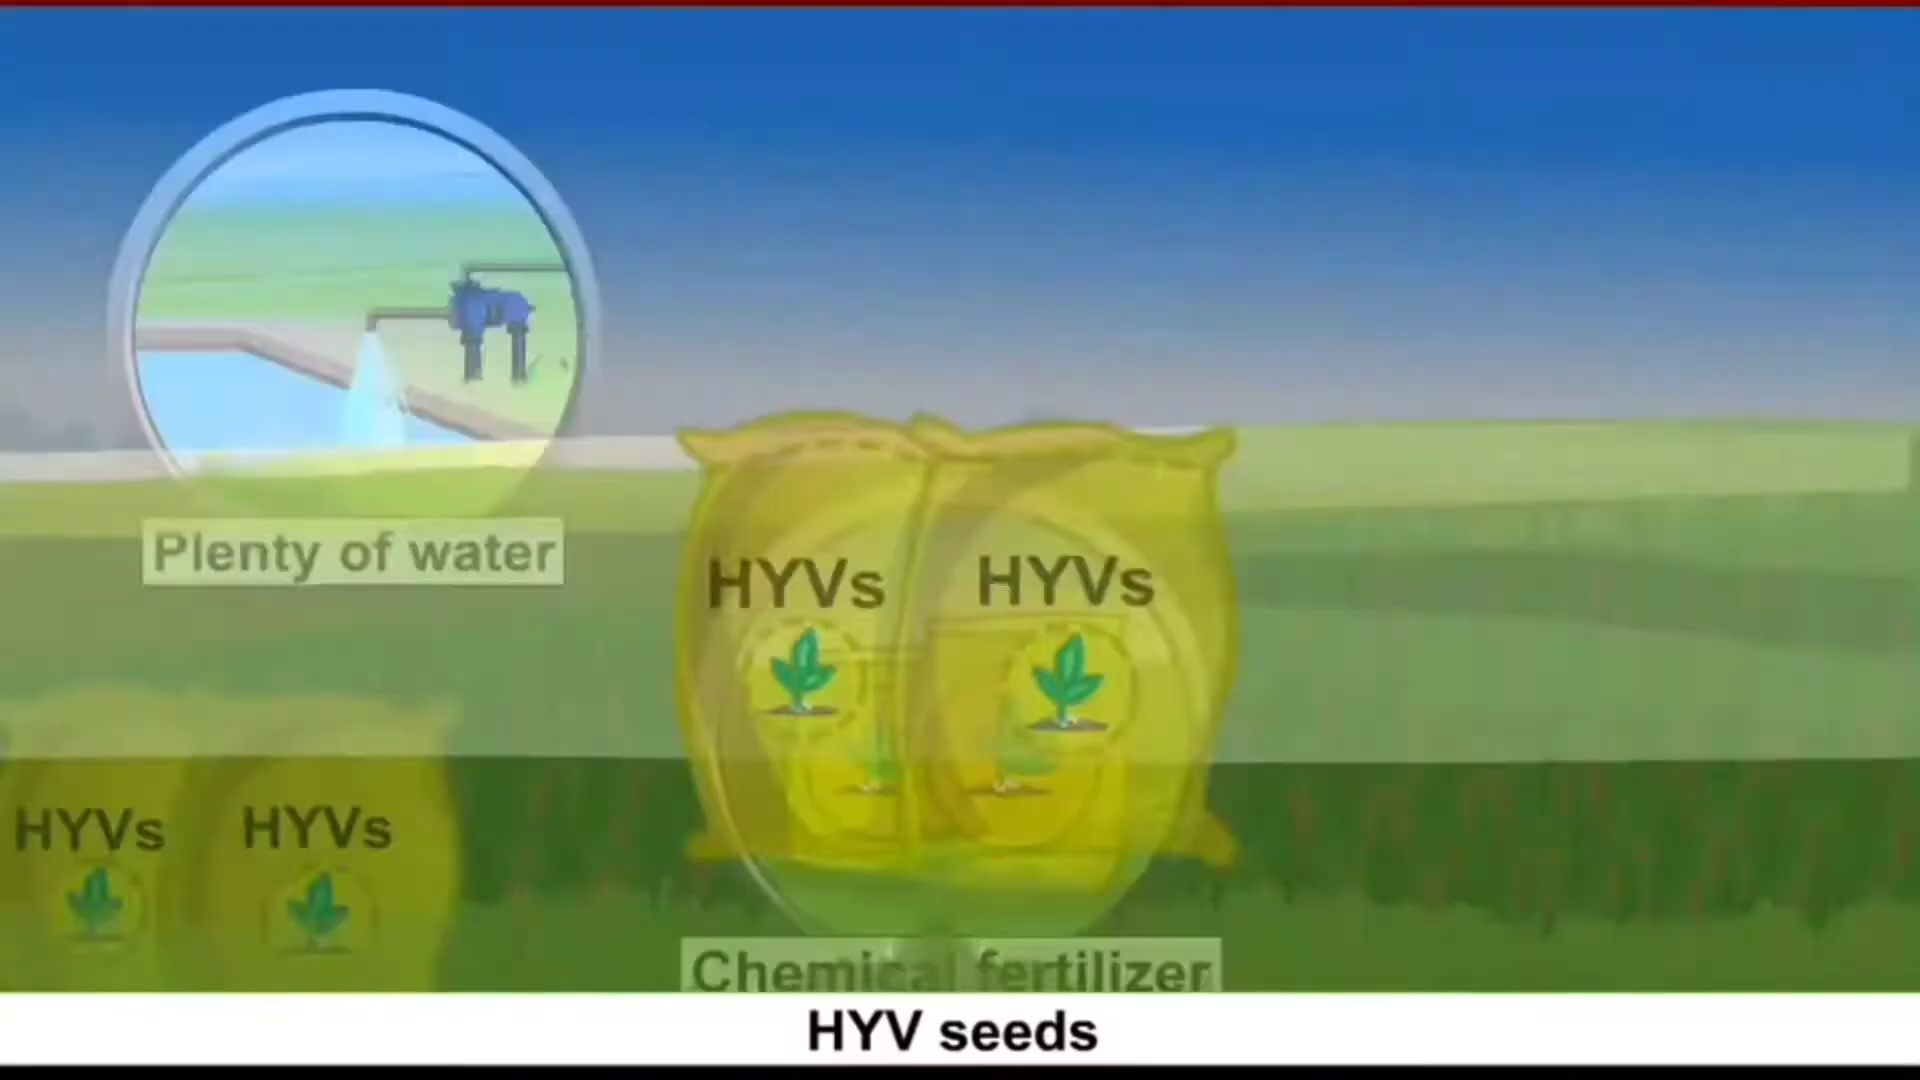 Plenty of water
HYVs
HYVs
HYVs
HYVs
Chemical fertilizer
HYV seeds